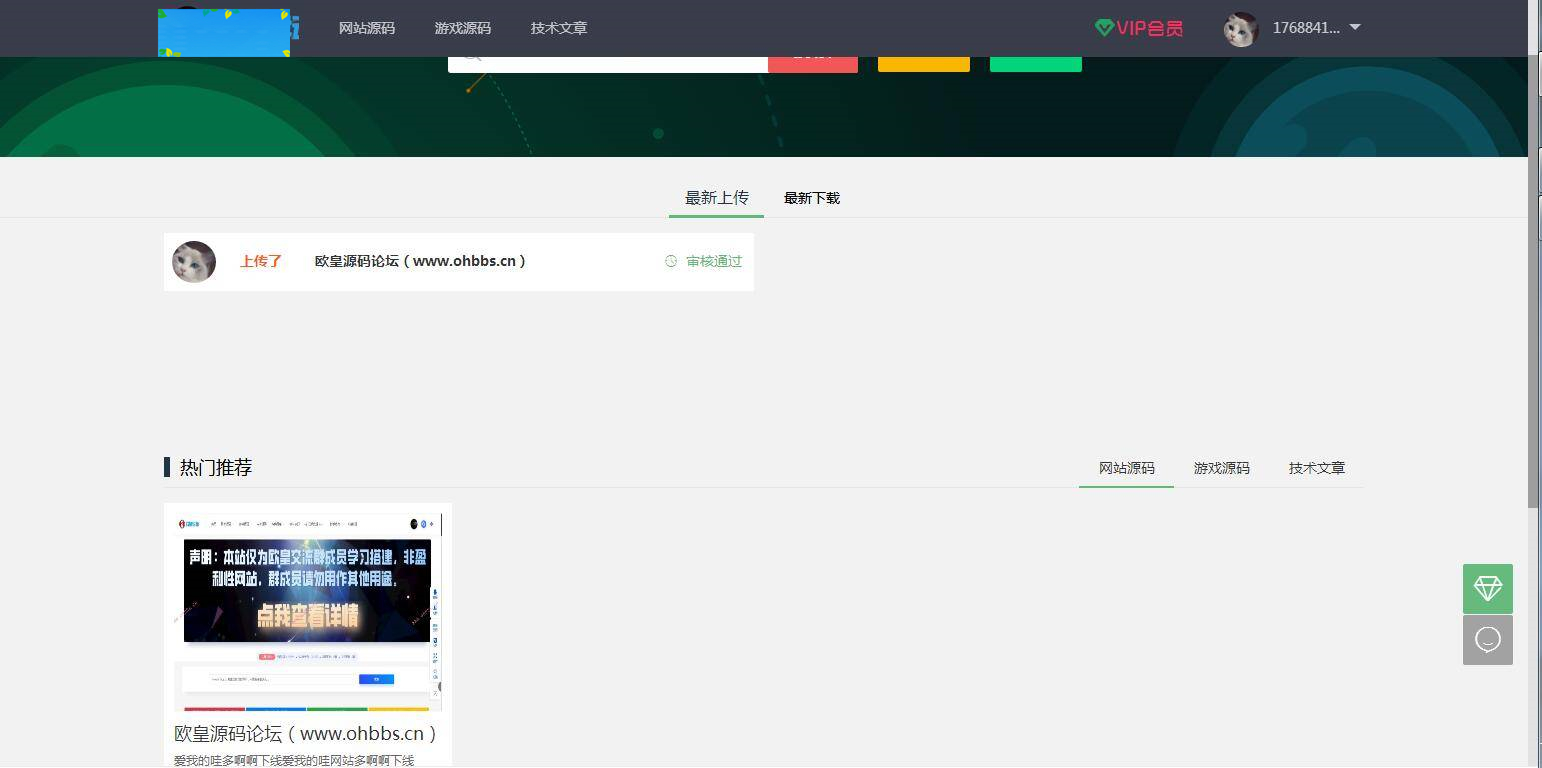 网站源码
游戏源码
技术文章
VIP会员
1768841...
最新上传
最新下载
上传了
欧皇源码论坛（www.ohbbs.cn）
审核通过
热门推荐
网站源码
游戏源码
技术文章
声明：本站仅为欧皇交流群成员学习搭建，非盈
利性网站，群成员请勿用作其他用途。
点我查看详情
欧皇源码论坛（www.ohbbs.cn）
爱我的哇多啊啊下线爱我的哇网站多啊啊下线